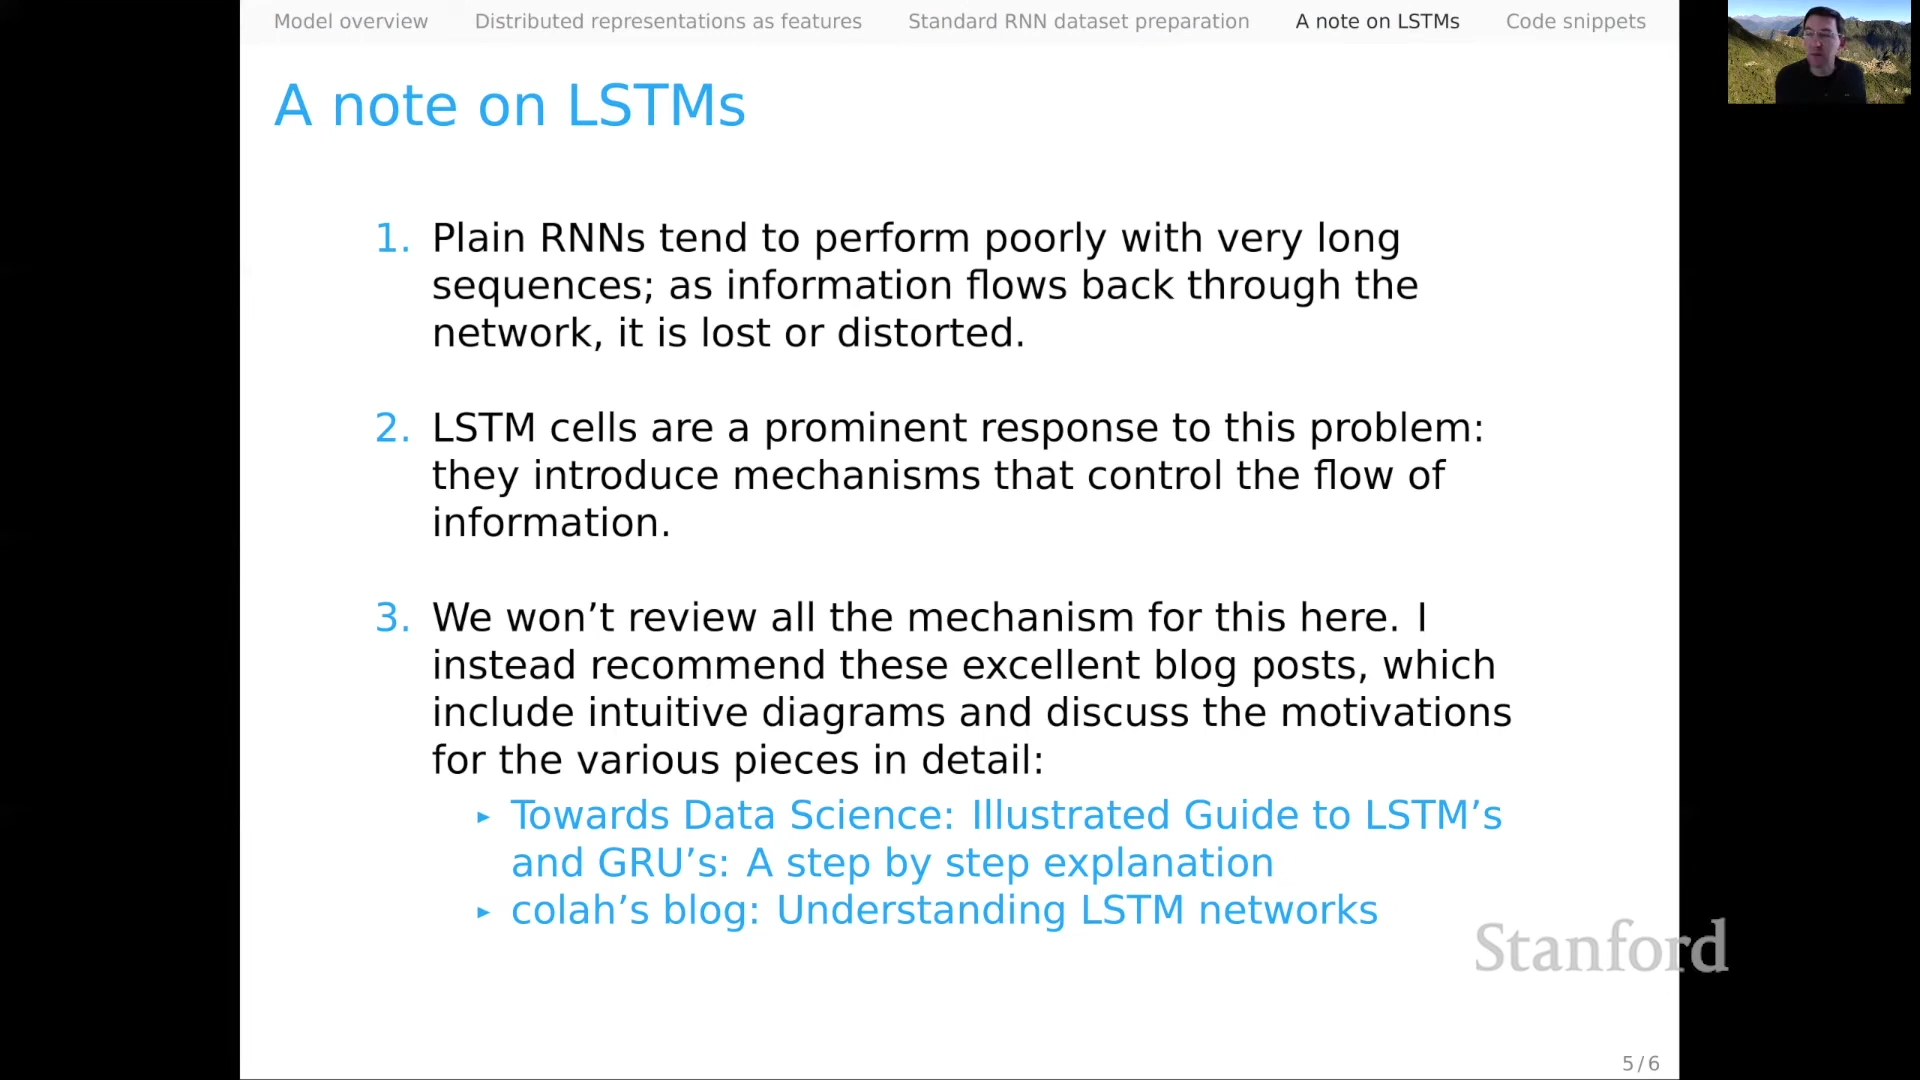 Model overview Distributed representations as features Standard RNN dataset preparation A note on LSTMs Code snippets
A note on LSTMs
1. Plain RNNs tend to perform poorly with very long
sequences; as information flows back through the
network, it is lost or distorted.
2. LSTM cells are a prominent response to this problem:
they introduce mechanisms that control the flow of
information.
3. We won’t review all the mechanism for this here. I
instead recommend these excellent blog posts, which
include intuitive diagrams and discuss the motivations
for the various pieces in detail:
▸ Towards Data Science: Illustrated Guide to LSTM’s
and GRU’s: A step by step explanation
▸ colah’s blog: Understanding LSTM networks
Stanford
5 / 6